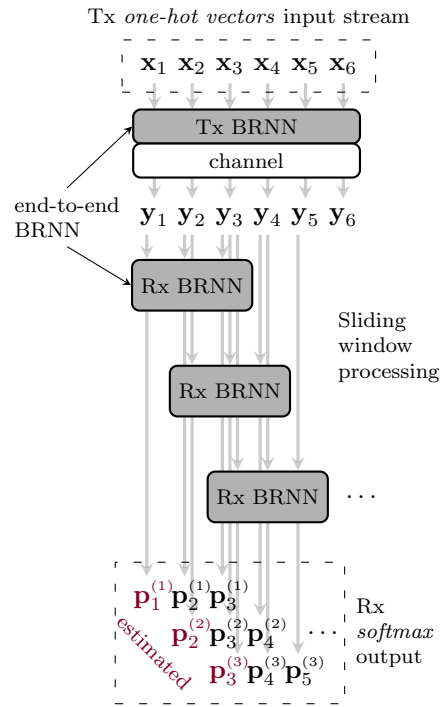 Tx one-hot vectors input stream
x₁ x₂ x₃ x₄ x₅ x₆
Tx BRNN
channel
end-to-end
BRNN
y₁ y₂ y₃ y₄ y₅ y₆
Rx BRNN
Sliding
window
processing
Rx BRNN
Rx BRNN ⋯
p₁⁽¹⁾ p₂⁽¹⁾ p₃⁽¹⁾
p₂⁽²⁾ p₃⁽²⁾ p₄⁽²⁾ ⋯
p₃⁽³⁾ p₄⁽³⁾ p₅⁽³⁾
estimated
Rx
softmax
output